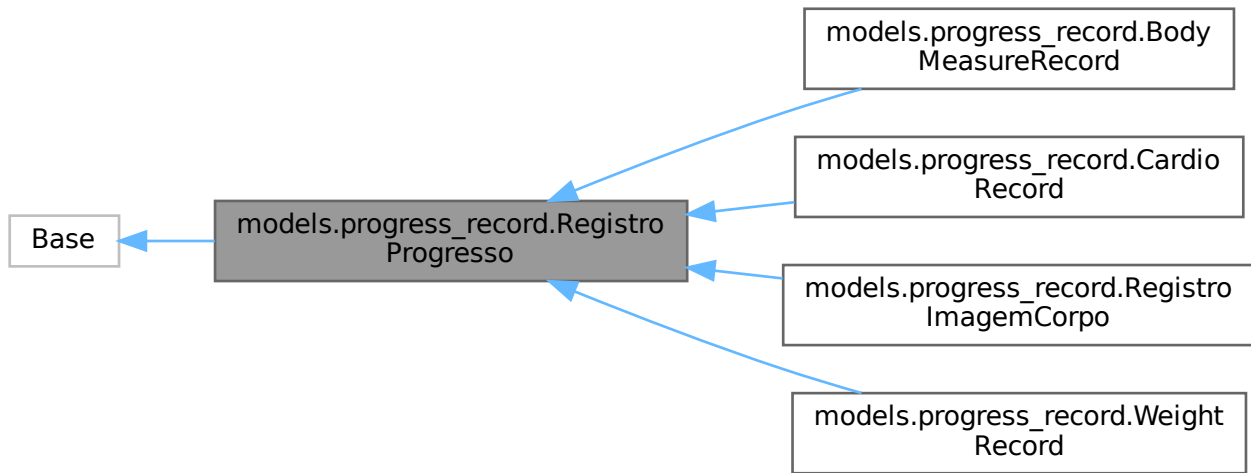 Base
models.progress_record.Registro
Progresso
models.progress_record.Body
MeasureRecord
models.progress_record.Cardio
Record
models.progress_record.Registro
ImagemCorpo
models.progress_record.Weight
Record